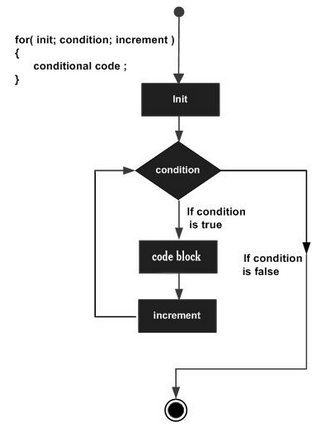 for( init; condition; increment )
{
conditional code ;
}
Init
condition
If condition
is true
code block
If condition
is false
increment